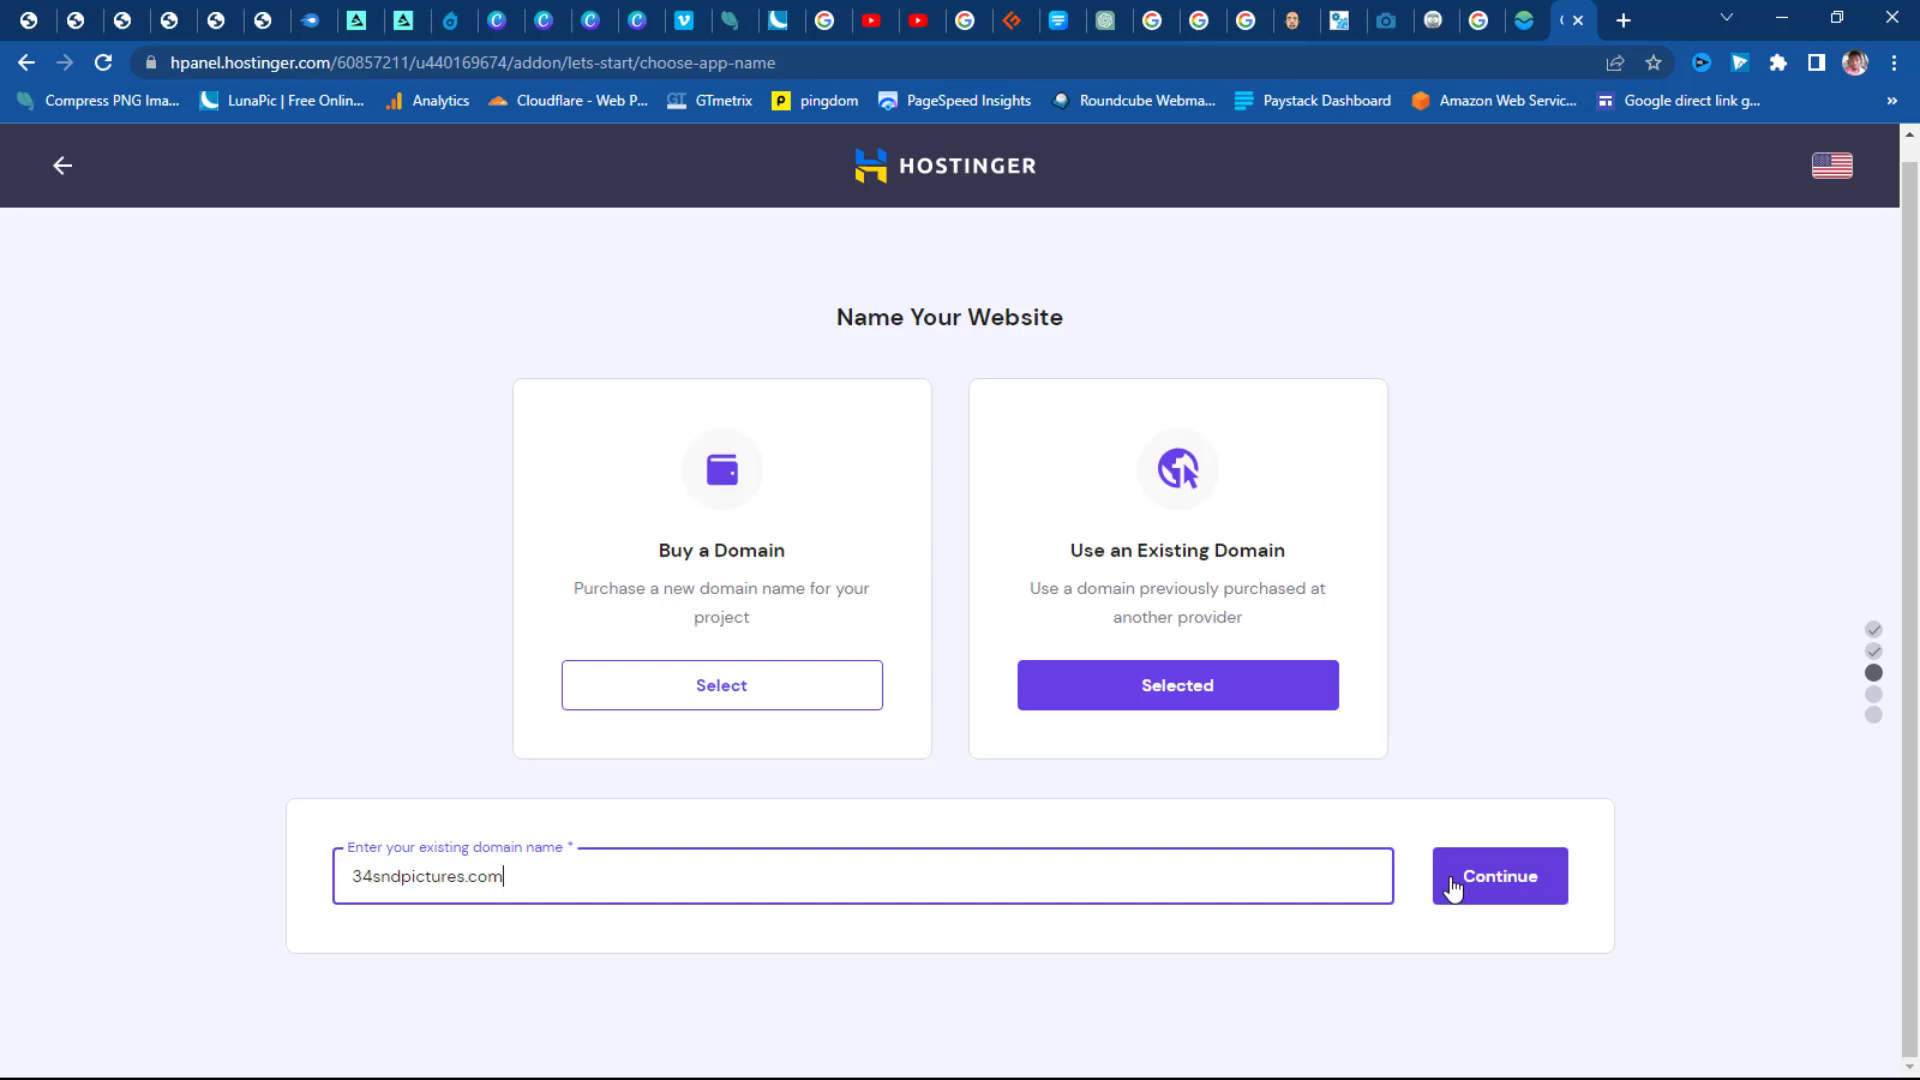 hpanel.hostinger.com/60857211/u440169674/addon/lets-start/choose-app-name
Compress PNG Ima...
LunaPic | Free Onlin...
Analytics
Cloudflare - Web P...
GTmetrix
pingdom
PageSpeed Insights
Roundcube Webma...
Paystack Dashboard
Amazon Web Servic...
Google direct link g...
HOSTINGER
Name Your Website
Buy a Domain
Purchase a new domain name for your
project
Select
Use an Existing Domain
Use a domain previously purchased at
another provider
Selected
Enter your existing domain name *
34sndpictures.com
Continue